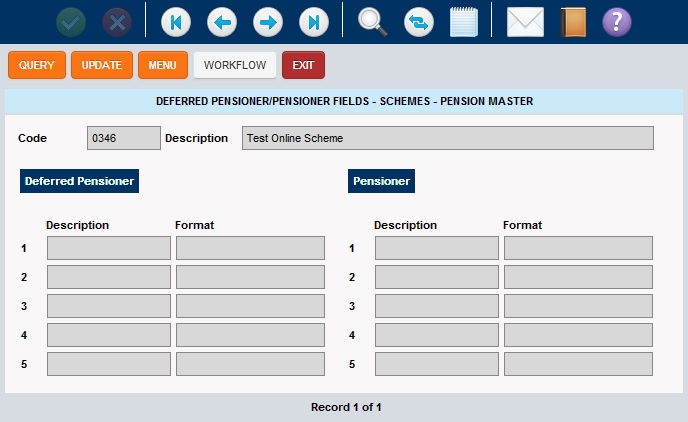 ?
QUERY UPDATE MENU WORKFLOW EXIT
DEFERRED PENSIONER/PENSIONER FIELDS - SCHEMES - PENSION MASTER
Code 0346 Description Test Online Scheme
Deferred Pensioner Pensioner
Description Format Description Format
1 1
2 2
3 3
4 4
5 5
Record 1 of 1